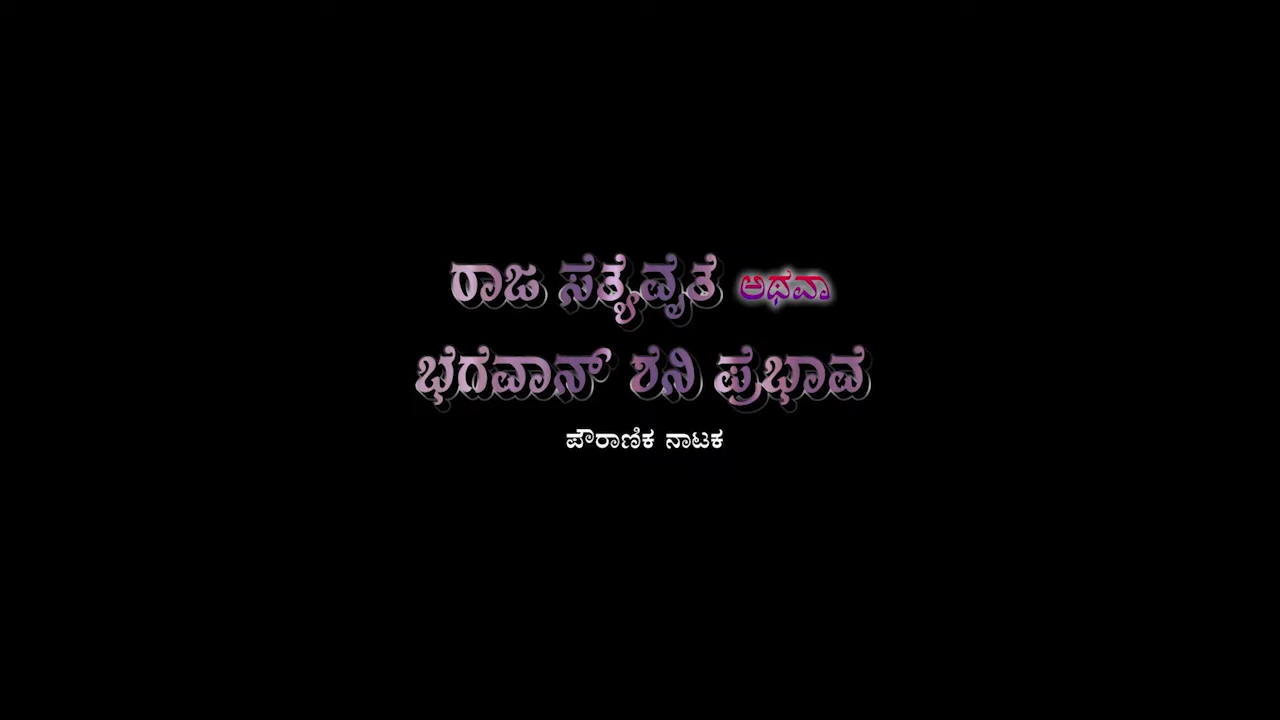 ರಾಜ ಸತ್ಯವ್ರತ ಅಥವಾ
ಭಗವಾನ್ ಶನಿ ಪ್ರಭಾವ
ಪೌರಾಣಿಕ ನಾಟಕ